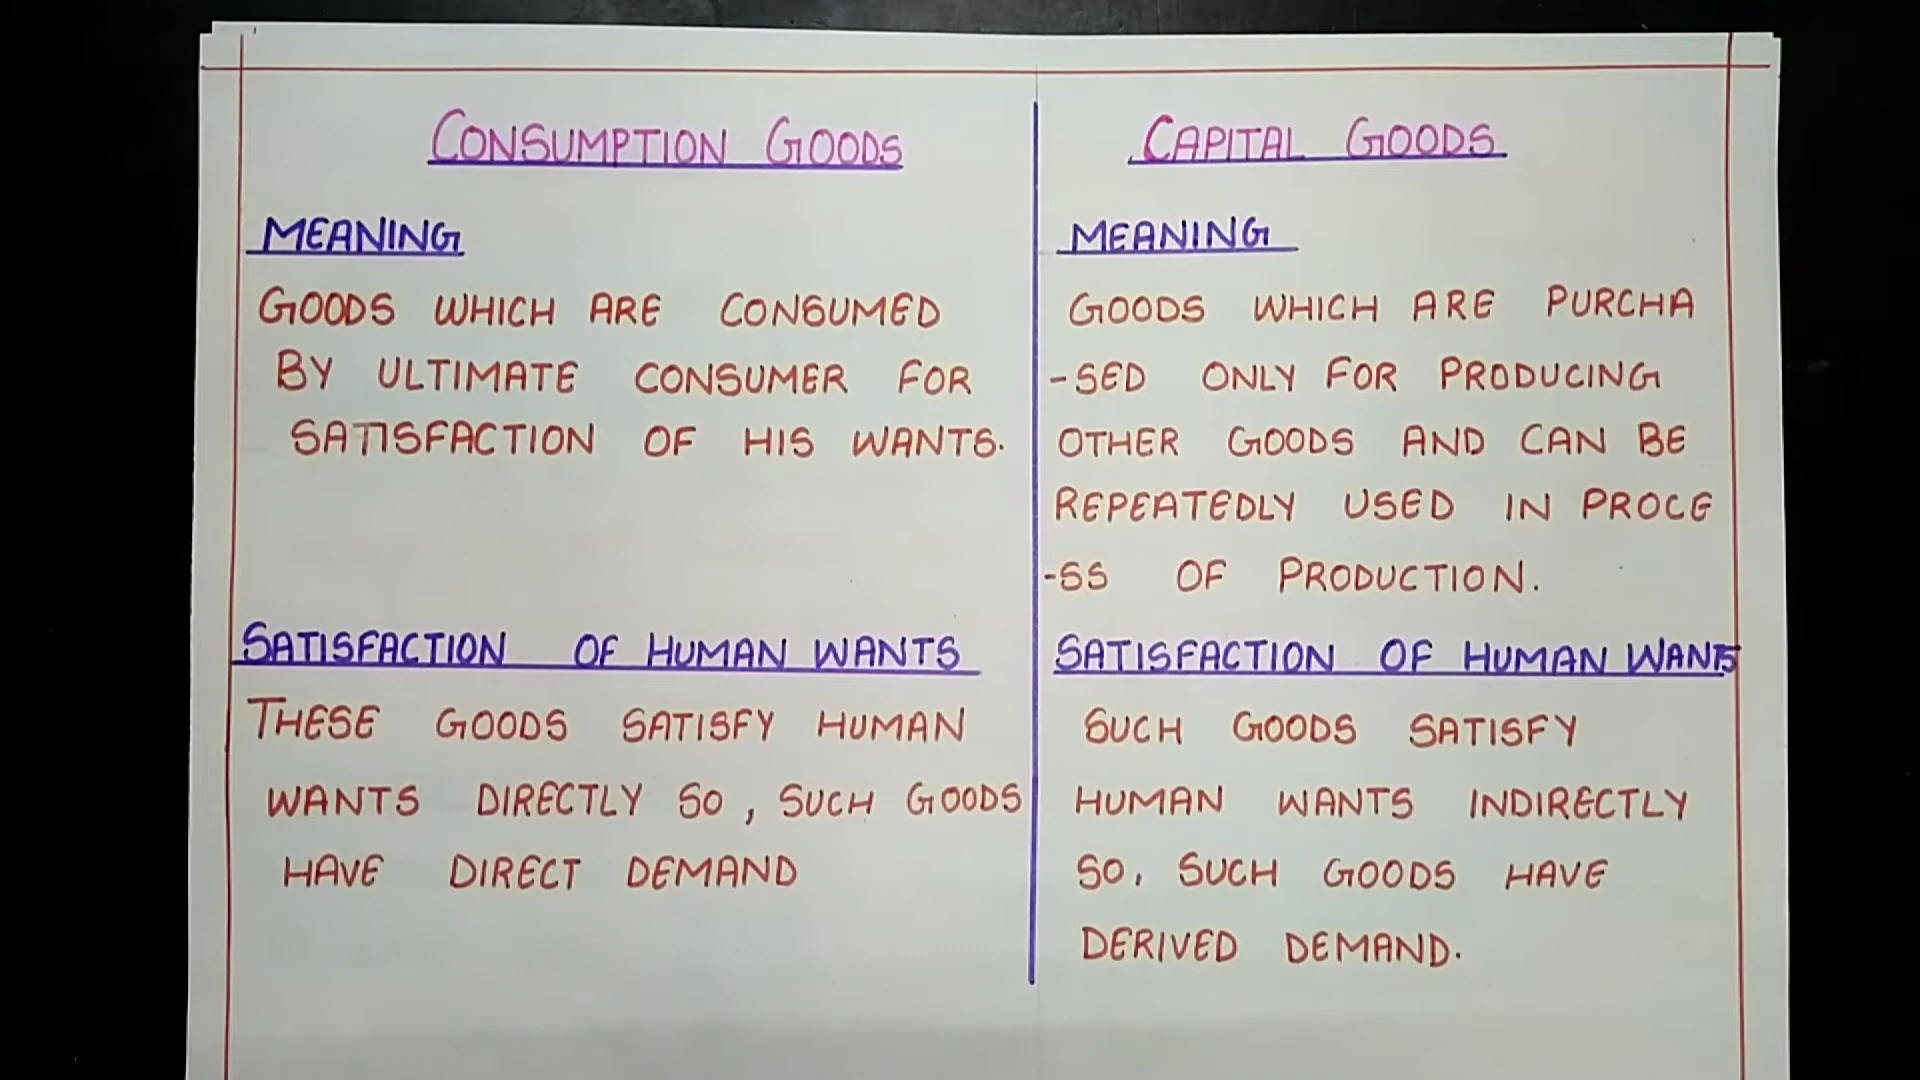 CONSUMPTION GOODS
MEANING
GOODS WHICH ARE CONSUMED
BY ULTIMATE CONSUMER FOR
SATISFACTION OF HIS WANTS.
SATISFACTION OF HUMAN WANTS
THESE GOODS SATISFY HUMAN
WANTS DIRECTLY SO, SUCH GOODS
HAVE DIRECT DEMAND
CAPITAL GOODS
MEANING
GOODS WHICH ARE PURCHA
-SED ONLY FOR PRODUCING
OTHER GOODS AND CAN BE
REPEATEDLY USED IN PROCE
-SS OF PRODUCTION.
SATISFACTION OF HUMAN WANTS
SUCH GOODS SATISFY
HUMAN WANTS INDIRECTLY
SO, SUCH GOODS HAVE
DERIVED DEMAND.